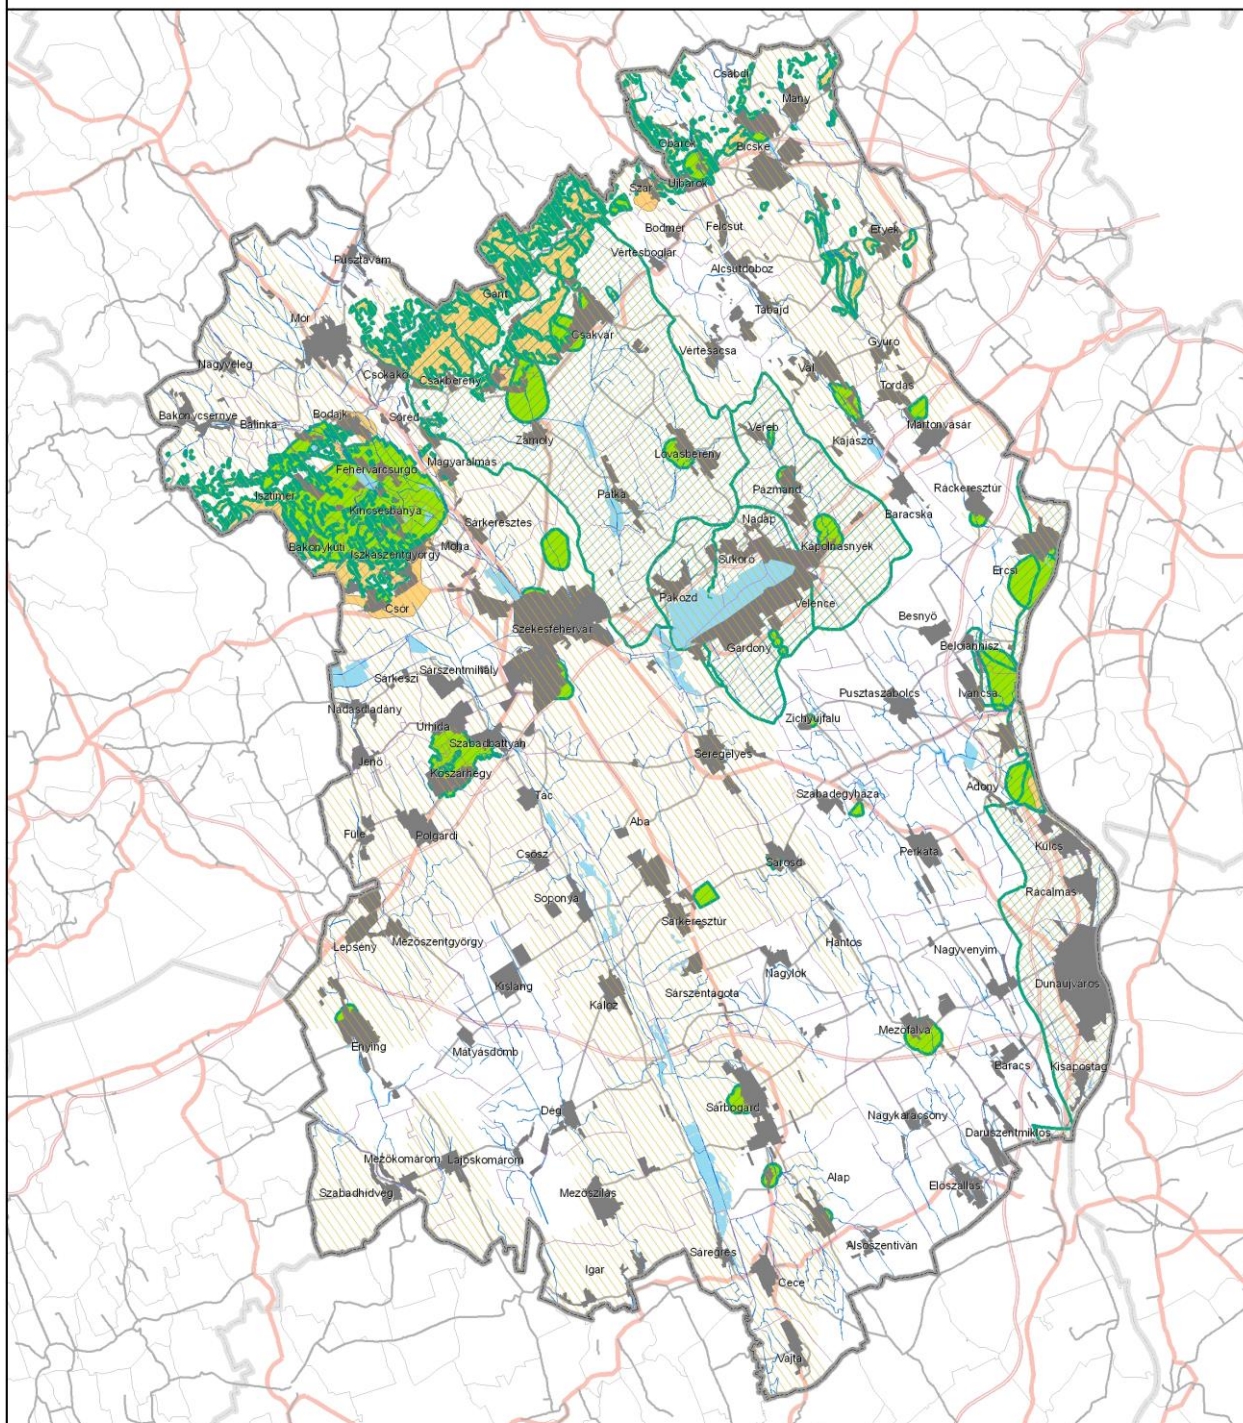 Csabdi
Mány
Óbarok
Bicske
Újbarok
Szár
Etyek
Bodmér
Felcsút
Vértesboglár
Alcsútdoboz
Pusztavám
Gánt
Tabajd
Mór
Csákvár
Vértesacsa
Gyúró
Nagyveleg
Csókakő
Csákberény
Vál
Tordas
Bakonycsernye
Balinka
Bodajk
Söréd
Zámoly
Vereb
Kajászó
Martonvásár
Lovasberény
Fehérvárcsurgó
Magyaralmás
Isztimér
Pátka
Pázmánd
Ráckeresztúr
Kincsesbánya
Sárkeresztes
Nadap
Baracska
Bakonykúti
Iszkaszentgyörgy
Moha
Sukoró
Kápolnásnyék
Ercsi
Csór
Pákozd
Velence
Székesfehérvár
Besnyő
Gárdony
Beloiannisz
Sárkeszi
Sárszentmihály
Pusztaszabolcs
Iváncsa
Nádasdladány
Úrhida
Zichyújfalu
Szabadbattyán
Jenő
Seregélyes
Kőszárhegy
Adony
Tác
Szabadegyháza
Füle
Polgárdi
Aba
Kulcs
Csősz
Sárosd
Perkáta
Rácalmás
Soponya
Sárkeresztúr
Lepsény
Mezőszentgyörgy
Hantos
Nagyvenyim
Nagylók
Kisláng
Sárszentágota
Dunaújváros
Káloz
Enying
Mátyásdomb
Mezőfalva
Baracs
Kisapostag
Dég
Sárbogárd
Nagykarácsony
Daruszentmiklós
Mezőkomárom
Lajoskomárom
Szabadhídvég
Mezőszilas
Alap
Előszállás
Sáregres
Alsószentiván
Igar
Cece
Vajta